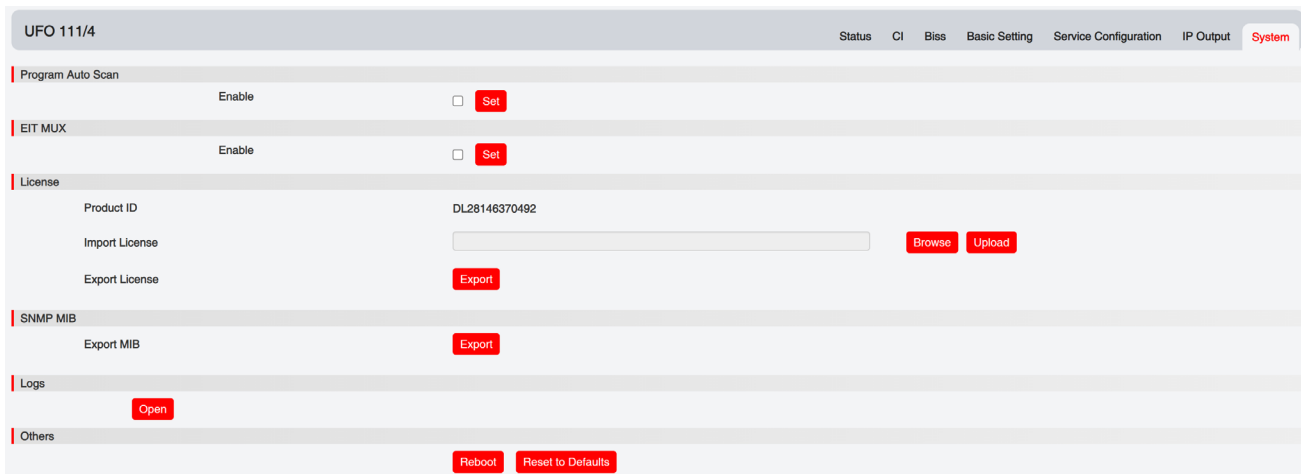 UFO 111/4
Status CI Biss Basic Setting Service Configuration IP Output System
Program Auto Scan
Enable Set
EIT MUX
Enable Set
License
Product ID DL28146370492
Import License Browse Upload
Export License Export
SNMP MIB
Export MIB Export
Logs
Open
Others
Reboot Reset to Defaults